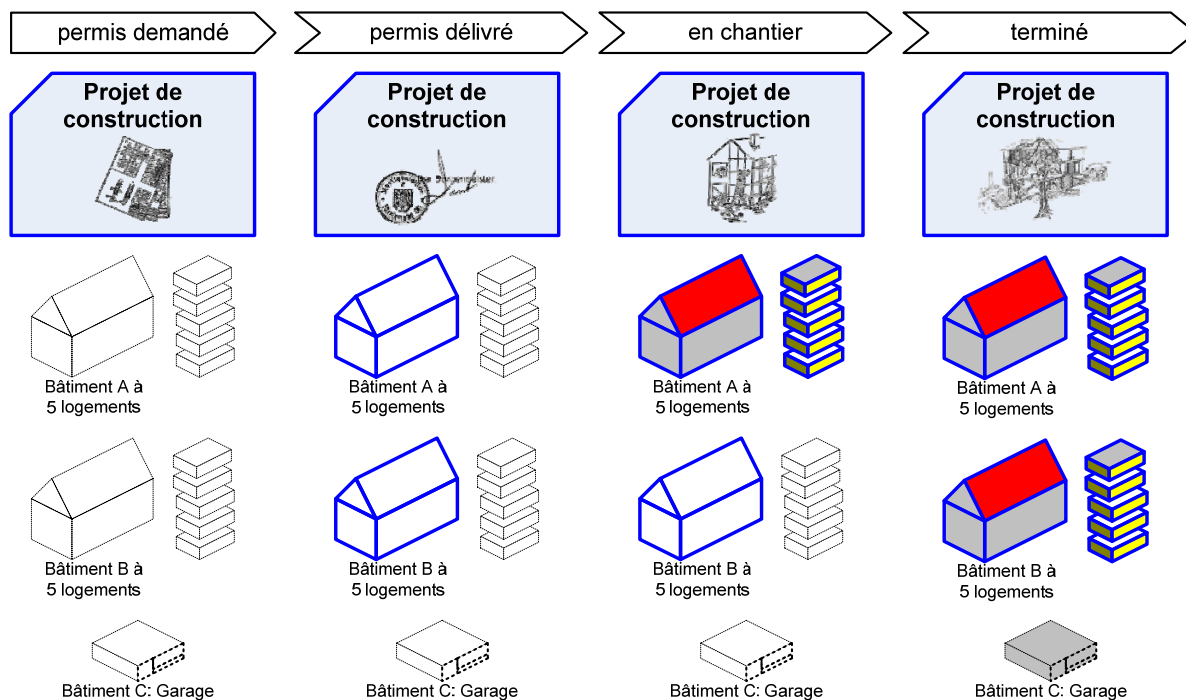 permis demandé
permis délivré
en chantier
terminé
Projet de
construction
Projet de
construction
Projet de
construction
Projet de
construction
Bâtiment A à
5 logements
Bâtiment A à
5 logements
Bâtiment A à
5 logements
Bâtiment A à
5 logements
Bâtiment B à
5 logements
Bâtiment B à
5 logements
Bâtiment B à
5 logements
Bâtiment B à
5 logements
Bâtiment C: Garage
Bâtiment C: Garage
Bâtiment C: Garage
Bâtiment C: Garage